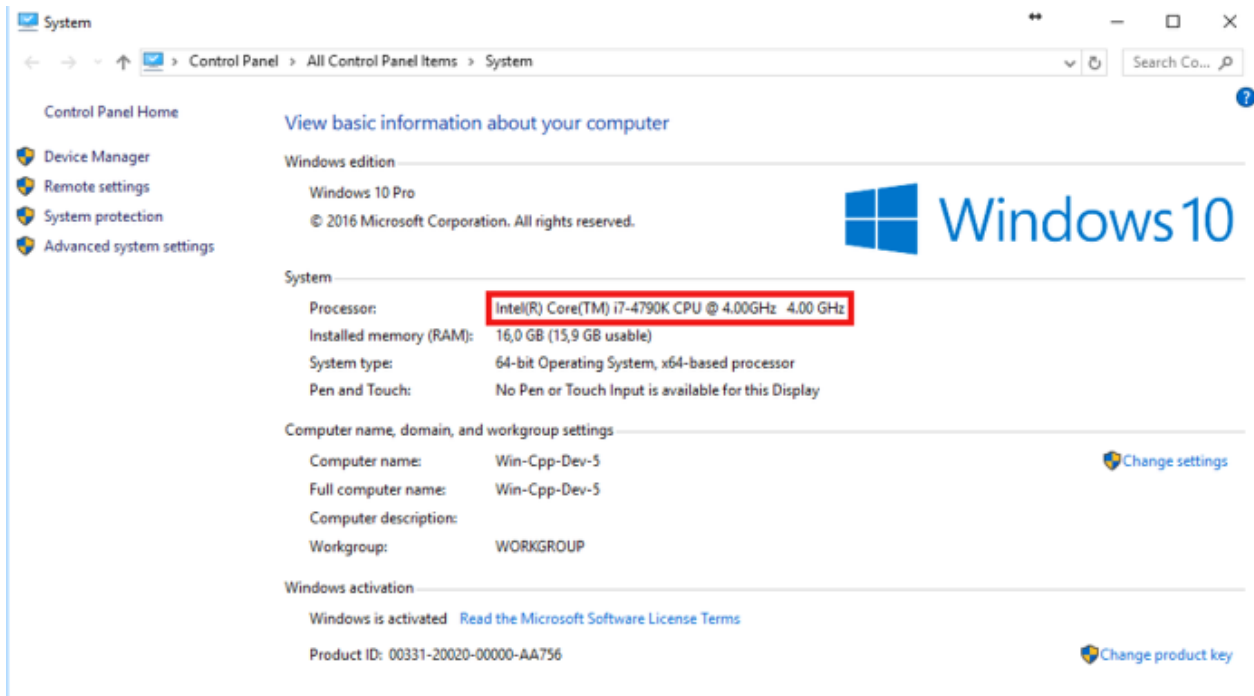 System
Control Panel > All Control Panel Items > System
Search Co...
Control Panel Home
Device Manager
Remote settings
System protection
Advanced system settings
?
View basic information about your computer
Windows edition
Windows 10 Pro
© 2016 Microsoft Corporation. All rights reserved.
Windows 10
System
Processor: Intel(R) Core(TM) i7-4790K CPU @ 4.00GHz 4.00 GHz
Installed memory (RAM): 16,0 GB (15,9 GB usable)
System type: 64-bit Operating System, x64-based processor
Pen and Touch: No Pen or Touch Input is available for this Display
Computer name, domain, and workgroup settings
Computer name: Win-Cpp-Dev-5
Change settings
Full computer name: Win-Cpp-Dev-5
Computer description:
Workgroup: WORKGROUP
Windows activation
Windows is activated Read the Microsoft Software License Terms
Product ID: 00331-20020-00000-AA756
Change product key